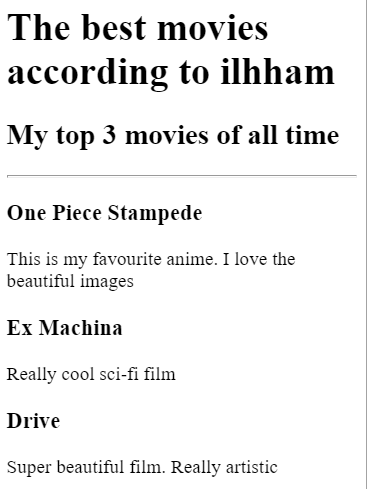 The best movies
according to ilhham
My top 3 movies of all time
One Piece Stampede
This is my favourite anime. I love the
beautiful images
Ex Machina
Really cool sci-fi film
Drive
Super beautiful film. Really artistic